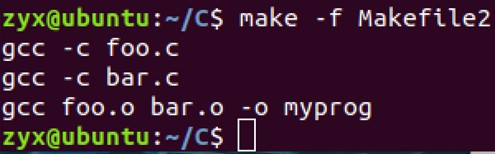 zyx@ubuntu:~/C$ make -f Makefile2
gcc -c foo.c
gcc -c bar.c
gcc foo.o bar.o -o myprog
zyx@ubuntu:~/C$